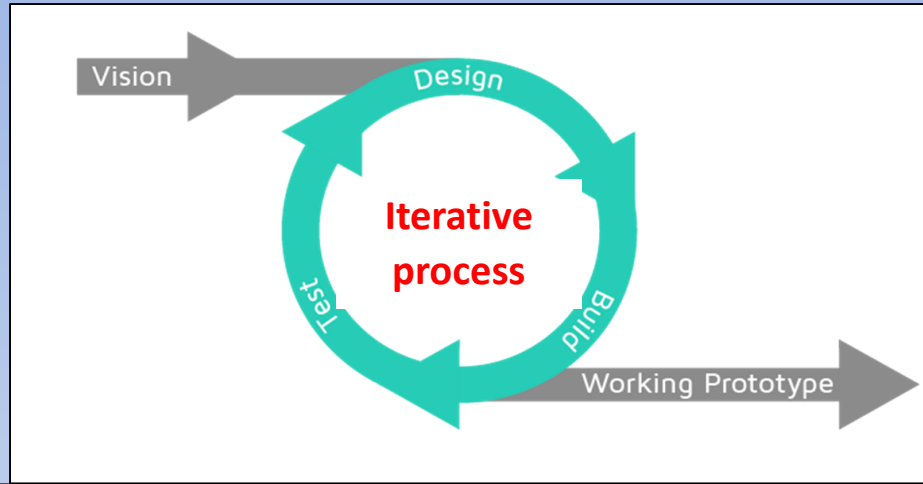 Vision
Design
Iterative
process
Test
Build
Working Prototype